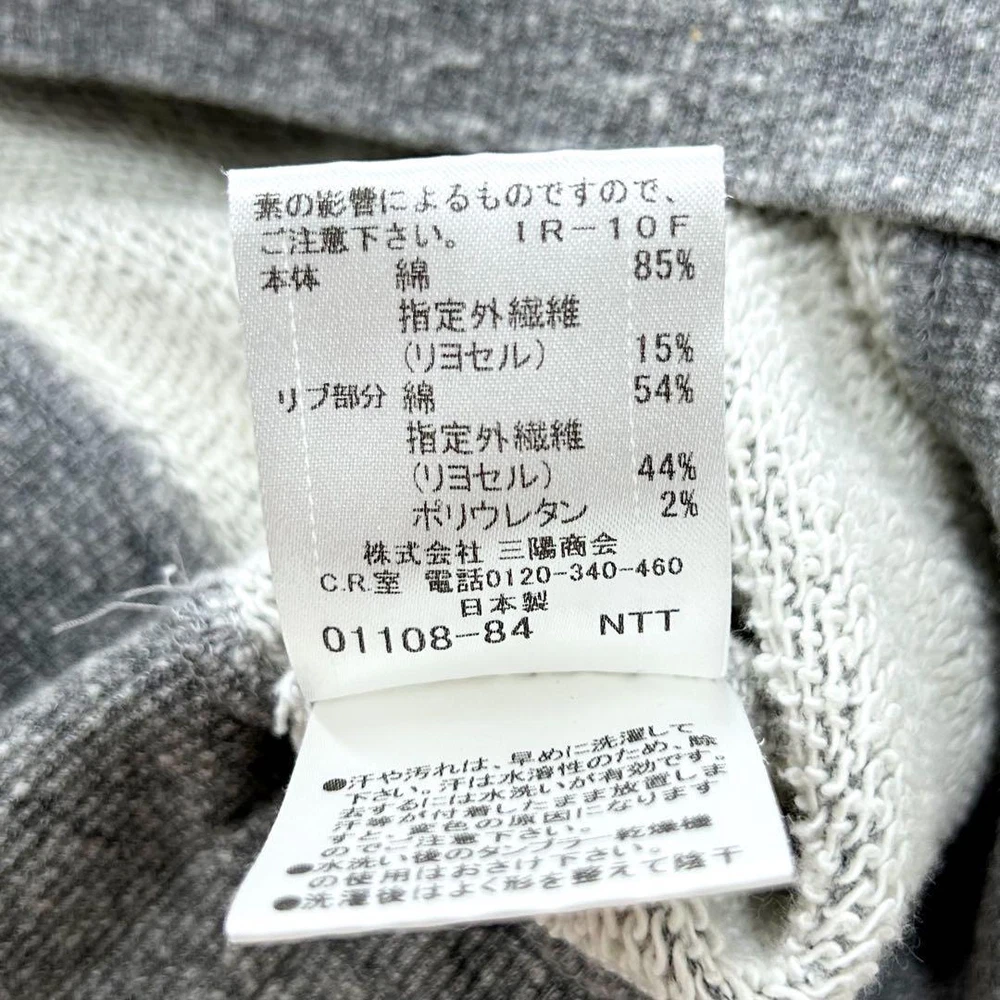 素の影響によるものですので、
ご注意下さい。 IR-10F
本体 綿 85%
指定外繊維
(リヨセル) 15%
リブ部分 綿 54%
指定外繊維
(リヨセル) 44%
ポリウレタン 2%
株式会社 三陽商会
C.R.室 電話0120-340-460
日本製
01108-84 NTT
●汗や汚れは、早めに洗濯して
下さい。汗は水溶性のため、除
去するには水洗いが有効です。
汗等が付着したまま放置しま
すと、変色の原因になります
のでご注意下さい。
●水洗い後のタンブラー乾燥機
の使用はおさけ下さい。
●洗濯後はよく形を整えて陰干